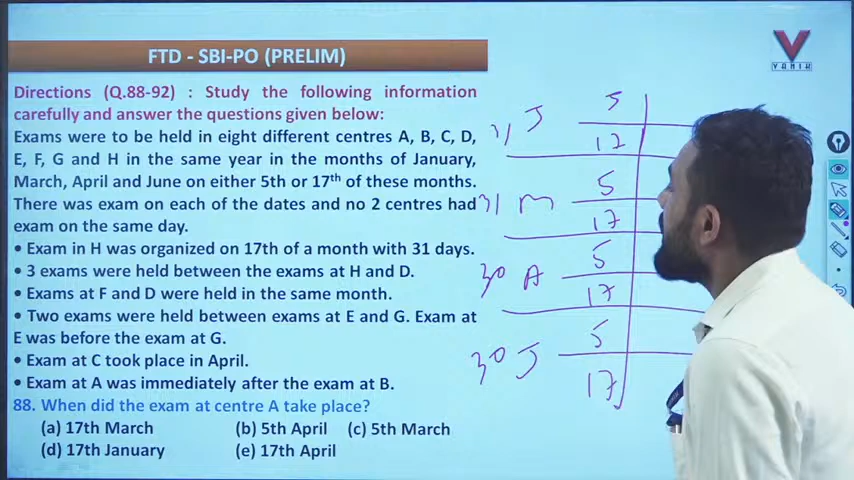 FTD - SBI-PO (PRELIM)
VANIK
Directions (Q.88-92) : Study the following information
carefully and answer the questions given below:
Exams were to be held in eight different centres A, B, C, D,
E, F, G and H in the same year in the months of January,
March, April and June on either 5th or 17th of these months.
There was exam on each of the dates and no 2 centres had
exam on the same day.
• Exam in H was organized on 17th of a month with 31 days.
• 3 exams were held between the exams at H and D.
• Exams at F and D were held in the same month.
• Two exams were held between exams at E and G. Exam at
E was before the exam at G.
• Exam at C took place in April.
• Exam at A was immediately after the exam at B.
88. When did the exam at centre A take place?
(a) 17th March (b) 5th April (c) 5th March
(d) 17th January (e) 17th April
31 J 5
17
31 m 5
17
30 A 5
17
30 J 5
17